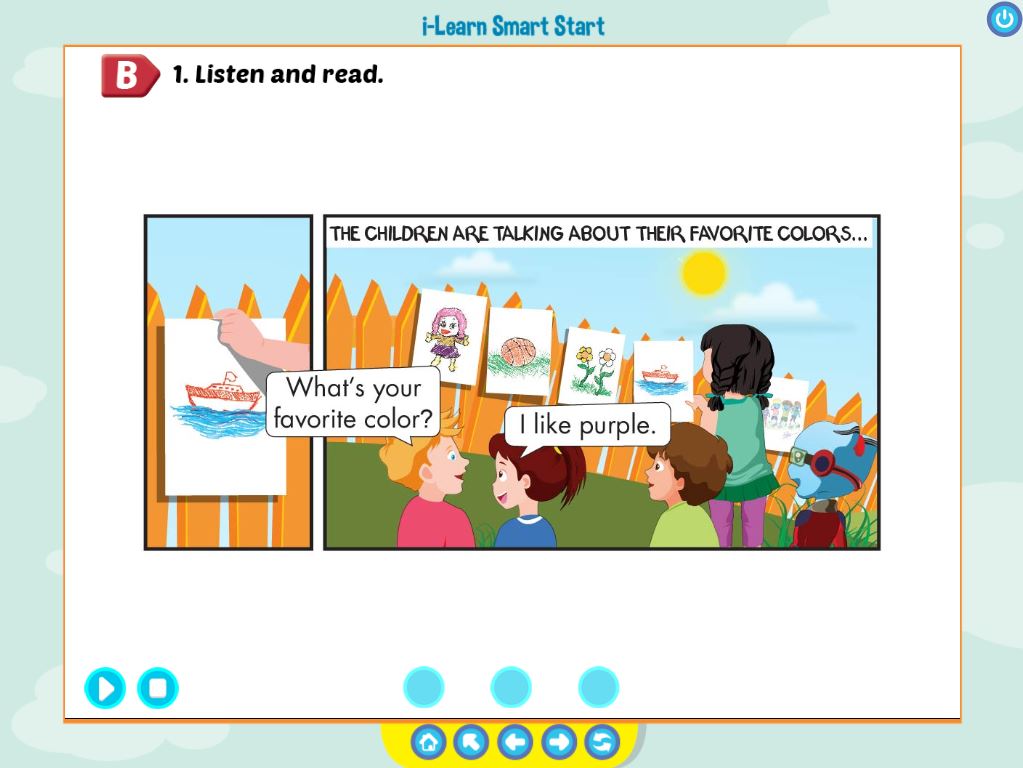 i-Learn Smart Start
B 1. Listen and read.
THE CHILDREN ARE TALKING ABOUT THEIR FAVORITE COLORS...
What's your
favorite color?
I like purple.